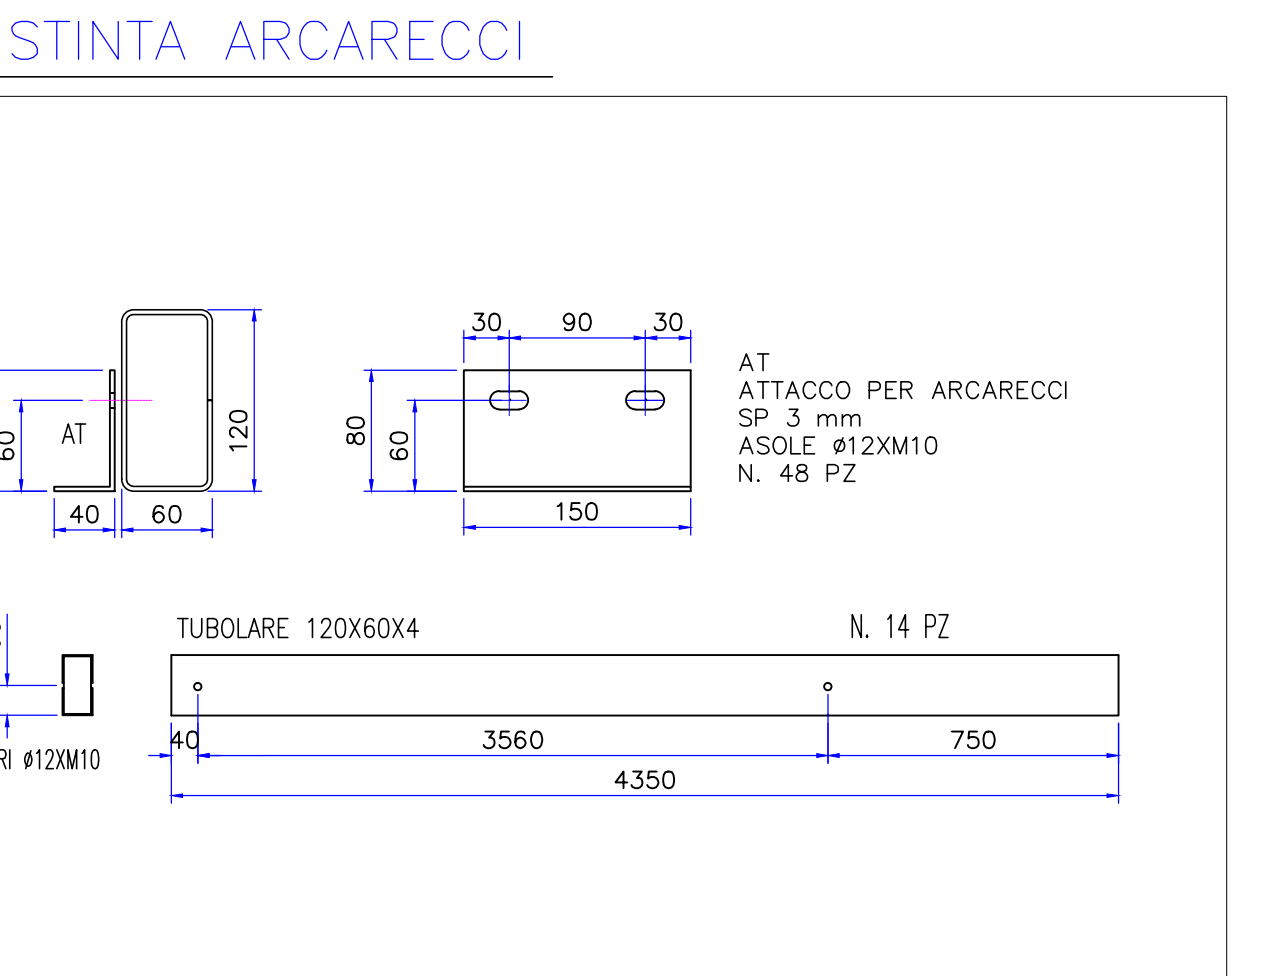 STINTA ARCARECCI
120
60
AT
40
60
30
90
30
80
60
150
AT
ATTACCO PER ARCARECCI
SP 3 mm
ASOLE ø12XM10
N. 48 PZ
TUBOLARE 120X60X4
N. 14 PZ
RI ø12XM10
40
3560
750
4350